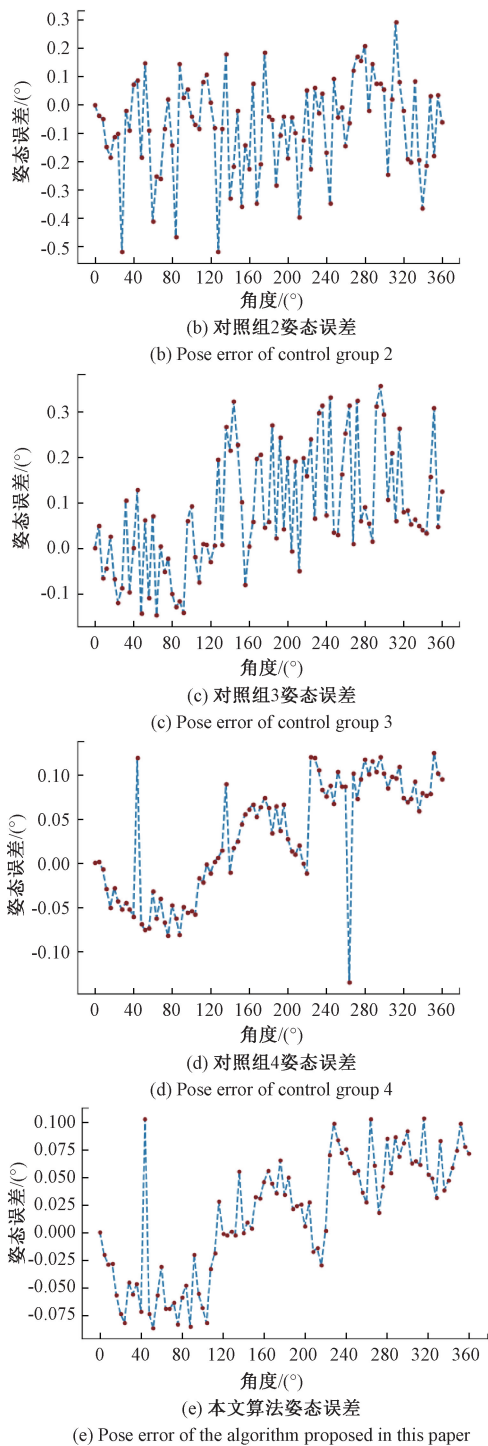 0.3
0.2
0.1
0.0
-0.1
-0.2
-0.3
-0.4
-0.5
姿态误差/(°)
0 40 80 120 160 200 240 280 320 360
角度/(°)
(b) 对照组2姿态误差
(b) Pose error of control group 2
0.3
0.2
0.1
0.0
-0.1
姿态误差/(°)
0 40 80 120 160 200 240 280 320 360
角度/(°)
(c) 对照组3姿态误差
(c) Pose error of control group 3
0.10
0.05
0.00
-0.05
-0.10
姿态误差/(°)
0 40 80 120 160 200 240 280 320 360
角度/(°)
(d) 对照组4姿态误差
(d) Pose error of control group 4
0.100
0.075
0.050
0.025
0.000
-0.025
-0.050
-0.075
姿态误差/(°)
0 40 80 120 160 200 240 280 320 360
角度/(°)
(e) 本文算法姿态误差
(e) Pose error of the algorithm proposed in this paper